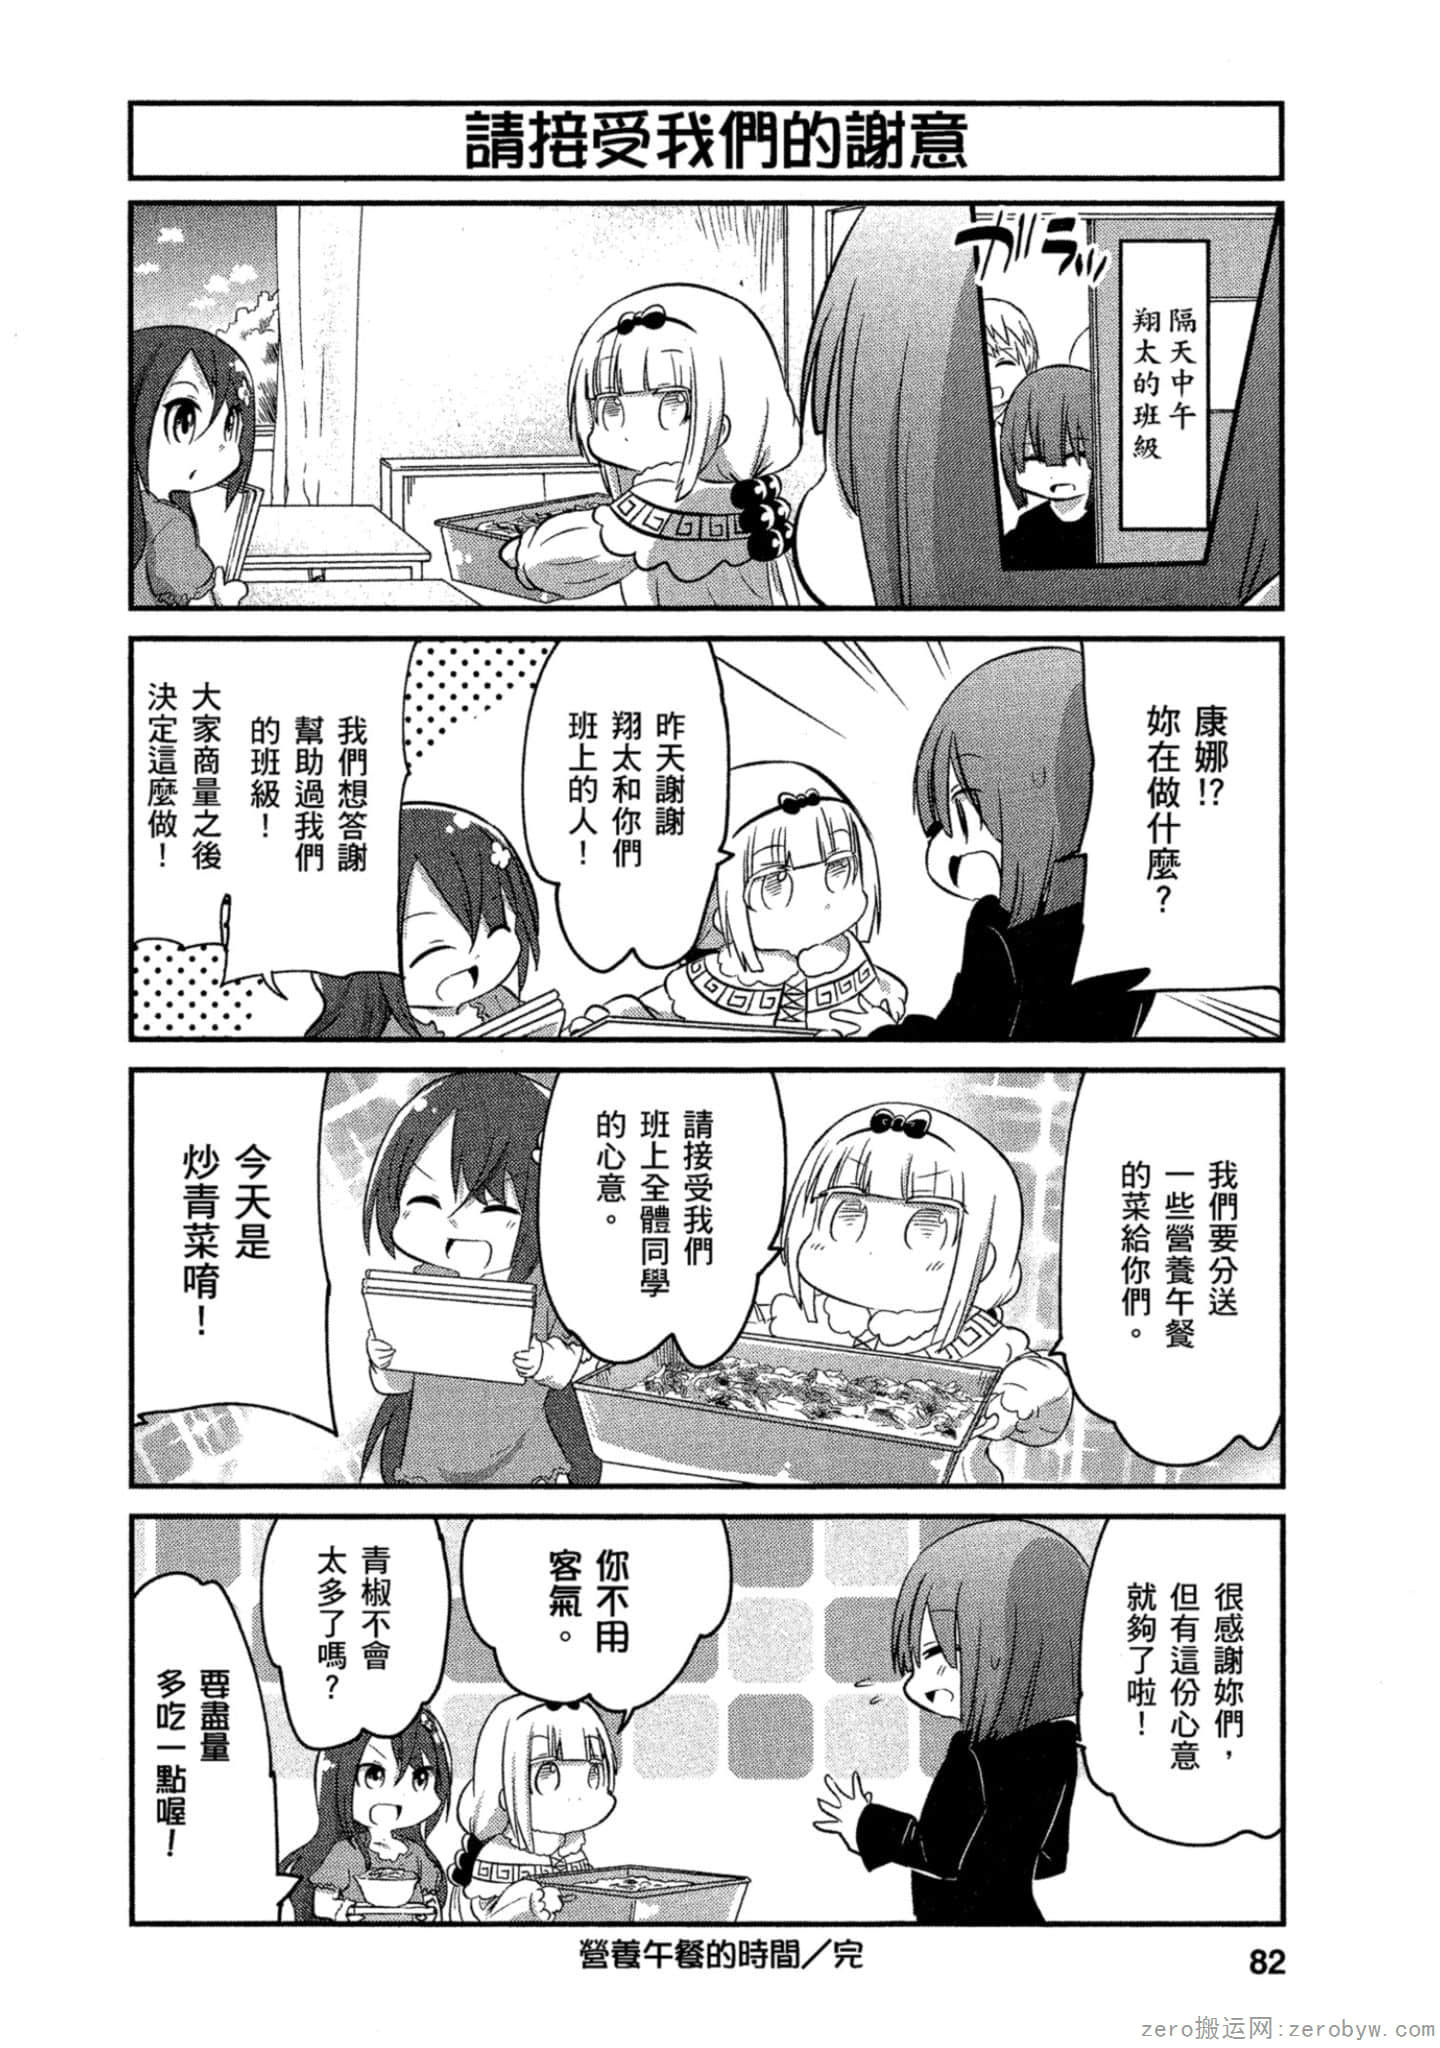 請接受我們的謝意
ガラッ
隔天中午
翔太的班級
康娜!?
妳在做什麼?
昨天謝謝
翔太和你們
班上的人!
我們想答謝
幫助過我們
的班級!
大家商量之後
決定這麼做!
我們要分送
一些營養午餐
的菜給你們。
請接受我們
班上全體同學
的心意。
今天是
炒青菜唷!
很感謝妳們,
但有這份心意
就夠了啦!
你不用
客氣。
青椒不會
太多了嗎?
要盡量
多吃一點喔!
營養午餐的時間/完
82
zero搬运网:zerobyw.com